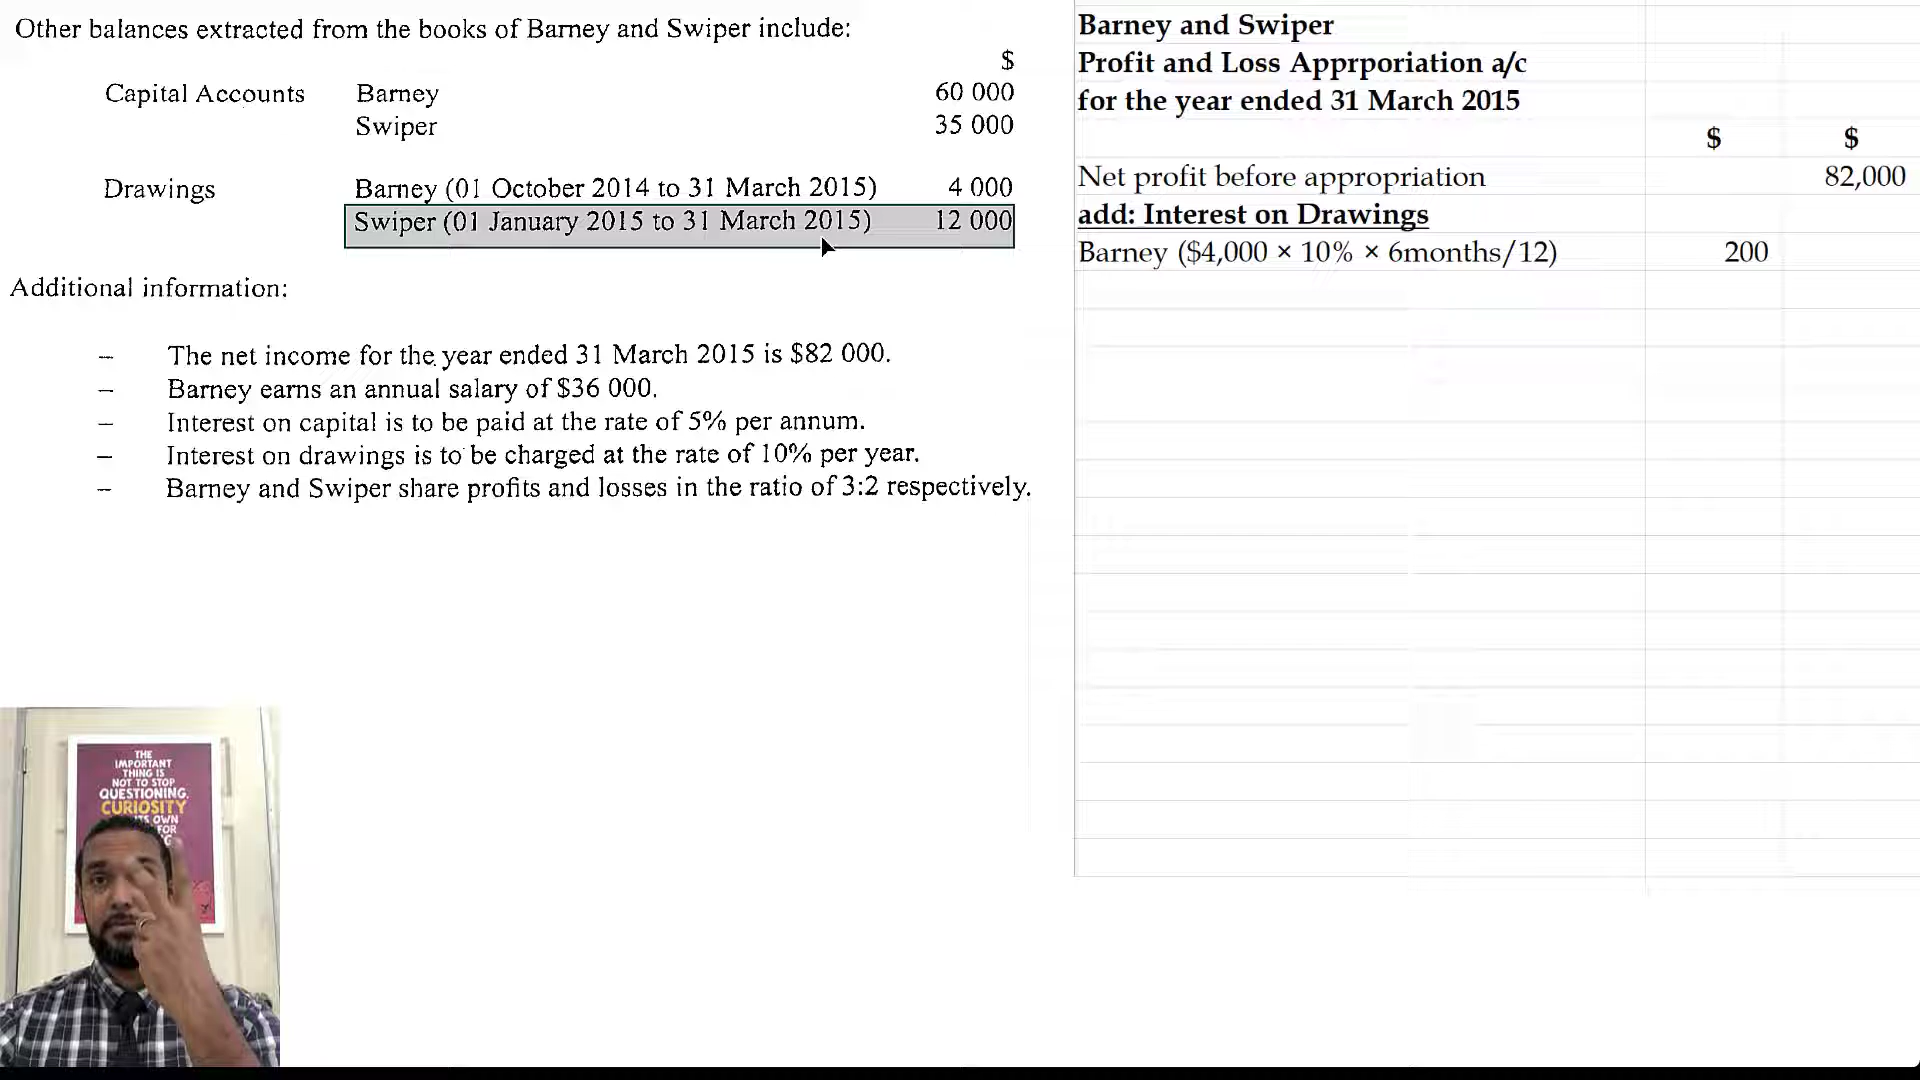 Other balances extracted from the books of Barney and Swiper include:
$
Capital Accounts Barney 60 000
Swiper 35 000
Drawings Barney (01 October 2014 to 31 March 2015) 4 000
Swiper (01 January 2015 to 31 March 2015) 12 000
Additional information:
– The net income for the year ended 31 March 2015 is $82 000.
– Barney earns an annual salary of $36 000.
– Interest on capital is to be paid at the rate of 5% per annum.
– Interest on drawings is to be charged at the rate of 10% per year.
– Barney and Swiper share profits and losses in the ratio of 3:2 respectively.
Barney and Swiper
Profit and Loss Apprporiation a/c
for the year ended 31 March 2015
$ $
Net profit before appropriation 82,000
add: Interest on Drawings
Barney ($4,000 × 10% × 6months/12) 200
THE
IMPORTANT
THING IS
NOT TO STOP
QUESTIONING.
CURIOSITY
ITS OWN
FOR